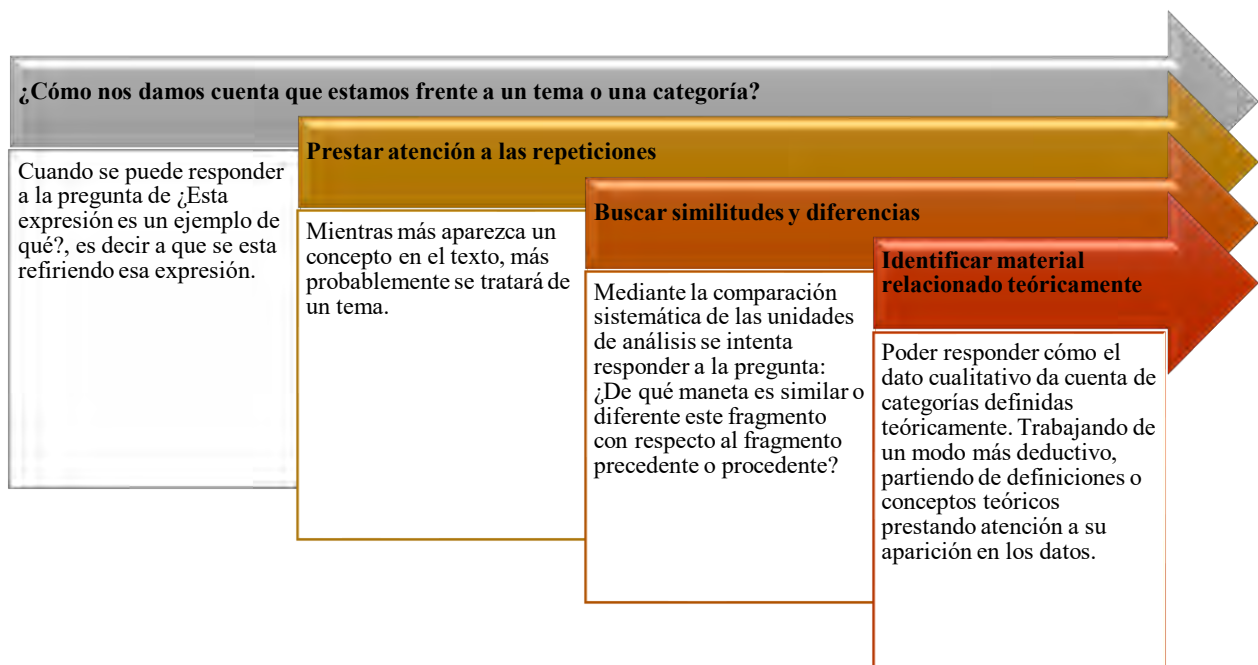 ¿Cómo nos damos cuenta que estamos frente a un tema o una categoría?
Cuando se puede responder
a la pregunta de ¿Esta
expresión es un ejemplo de
qué?, es decir a que se esta
refiriendo esa expresión.
Prestar atención a las repeticiones
Mientras más aparezca un
concepto en el texto, más
probablemente se tratará de
un tema.
Buscar similitudes y diferencias
Mediante la comparación
sistemática de las unidades
de análisis se intenta
responder a la pregunta:
¿De qué maneta es similar o
diferente este fragmento
con respecto al fragmento
precedente o procedente?
Identificar material
relacionado teóricamente
Poder responder cómo el
dato cualitativo da cuenta de
categorías definidas
teóricamente. Trabajando de
un modo más deductivo,
partiendo de definiciones o
conceptos teóricos
prestando atención a su
aparición en los datos.